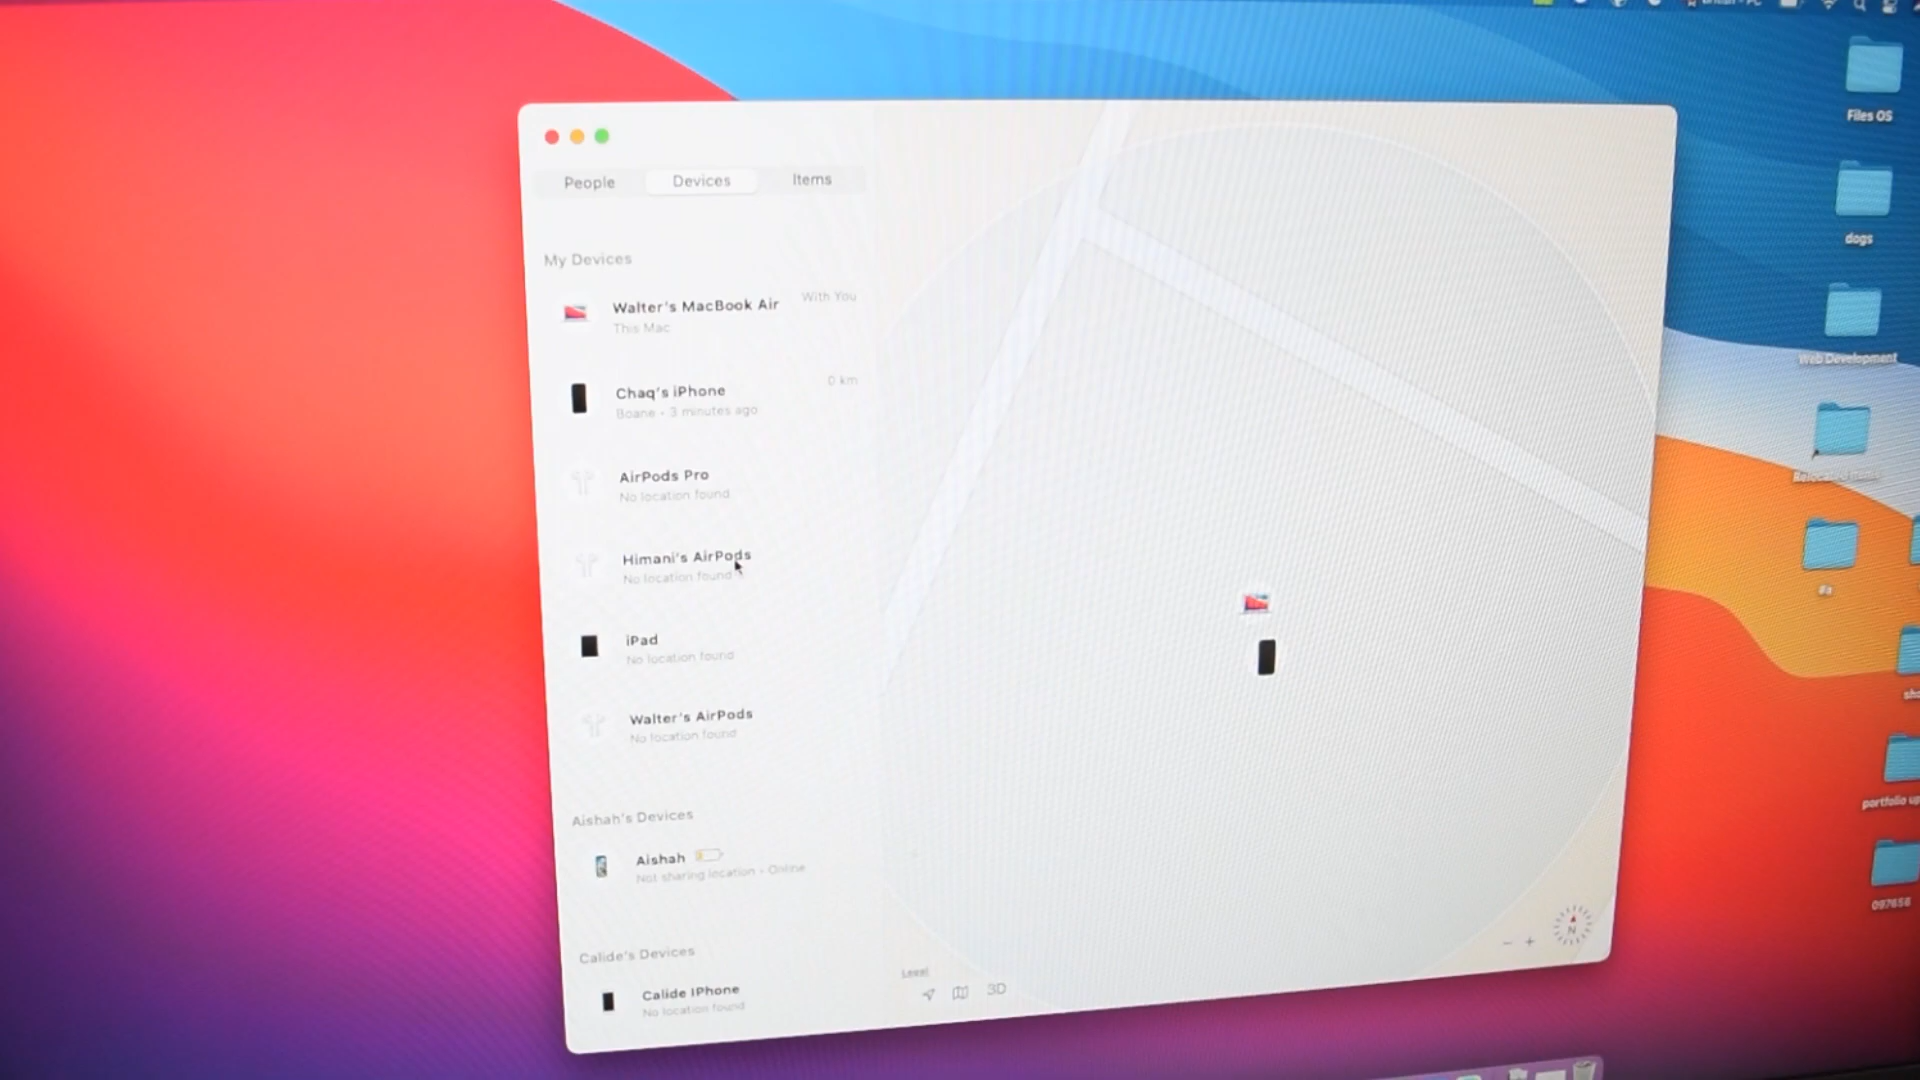 People Devices Items
My Devices
Walter's MacBook Air
With You
This Mac
Chaq's iPhone
0 km
Boane • 3 minutes ago
AirPods Pro
No location found
Himani's AirPods
No location found
iPad
No location found
Walter's AirPods
No location found
Aishah's Devices
Aishah
Not sharing location • Online
Calide's Devices
Calide IPhone
No location found
3D
− +
N
Files OS
dogs
Web Development
portfolio up
097656